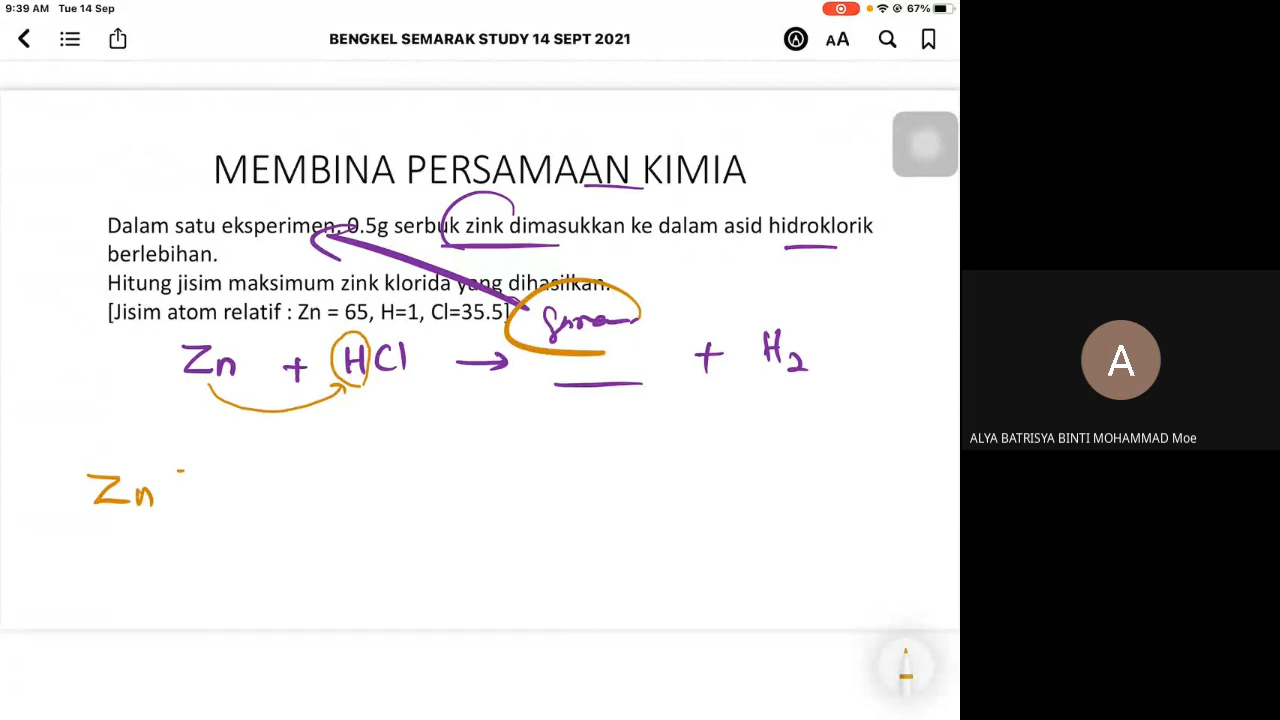 9:39 AM Tue 14 Sep
67%
BENGKEL SEMARAK STUDY 14 SEPT 2021
AA
MEMBINA PERSAMAAN KIMIA
Dalam satu eksperimen, 0.5g serbuk zink dimasukkan ke dalam asid hidroklorik
berlebihan.
Hitung jisim maksimum zink klorida yang dihasilkan.
[Jisim atom relatif : Zn = 65, H=1, Cl=35.5]
Zn + HCl → + H₂
Zn
A
ALYA BATRISYA BINTI MOHAMMAD Moe